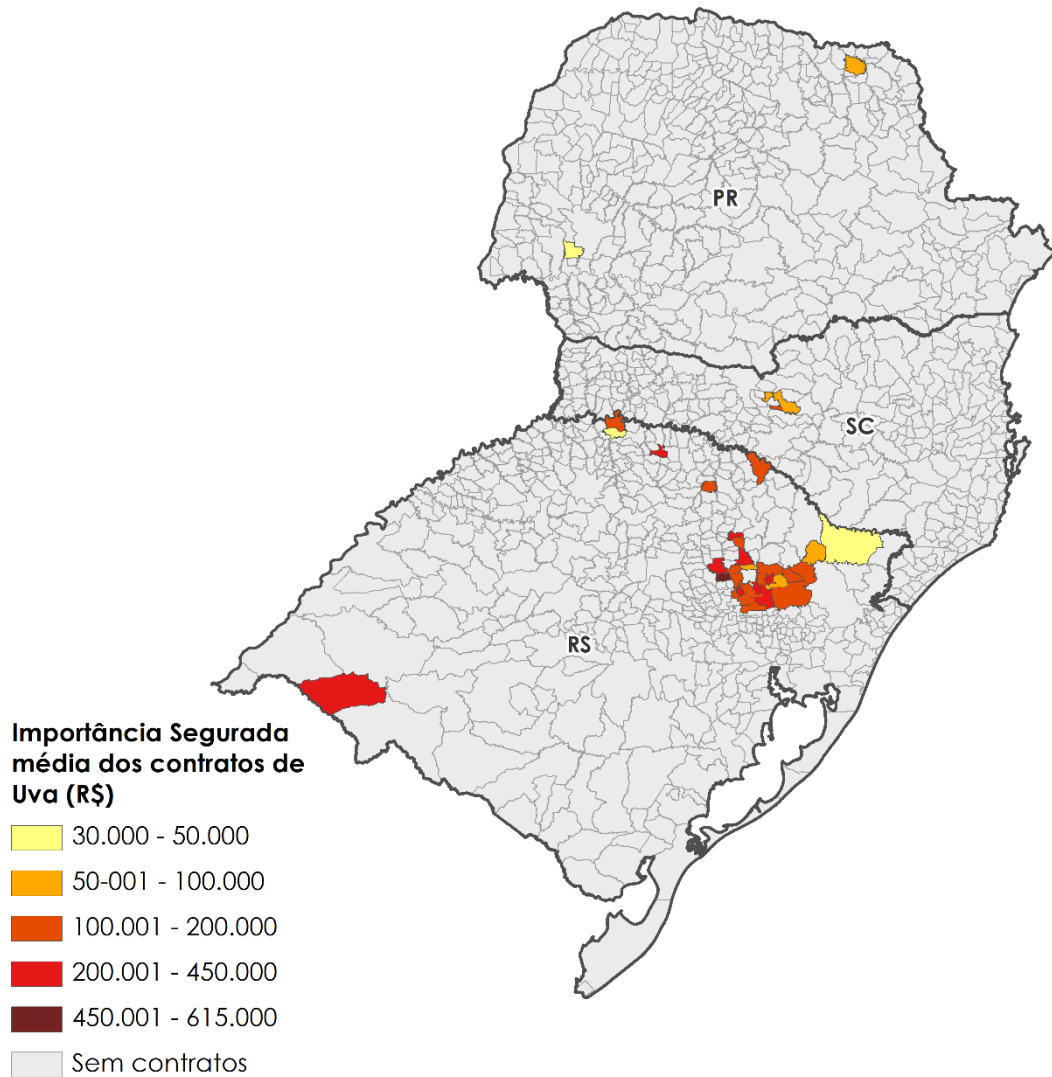 PR
SC
RS
Importância Segurada
média dos contratos de
Uva (R$)
30.000 - 50.000
50-001 - 100.000
100.001 - 200.000
200.001 - 450.000
450.001 - 615.000
Sem contratos